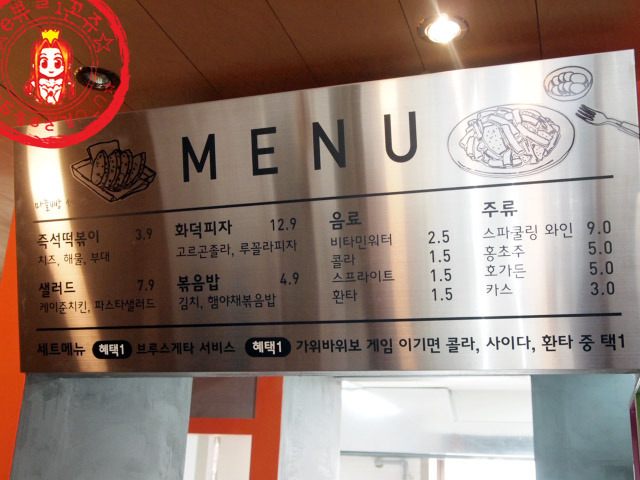 MENU
마늘빵
즉석떡볶이 3.9
치즈, 해물, 부대
샐러드 7.9
케이준치킨, 파스타샐러드
화덕피자 12.9
고르곤졸라, 루꼴라피자
볶음밥 4.9
김치, 햄야채볶음밥
음료
비타민워터 2.5
콜라 1.5
스프라이트 1.5
환타 1.5
주류
스파쿨링 와인 9.0
홍초주 5.0
호가든 5.0
카스 3.0
세트메뉴 혜택1 브루스게타 서비스 혜택1 가위바위보 게임 이기면 콜라, 사이다, 환타 중 택1